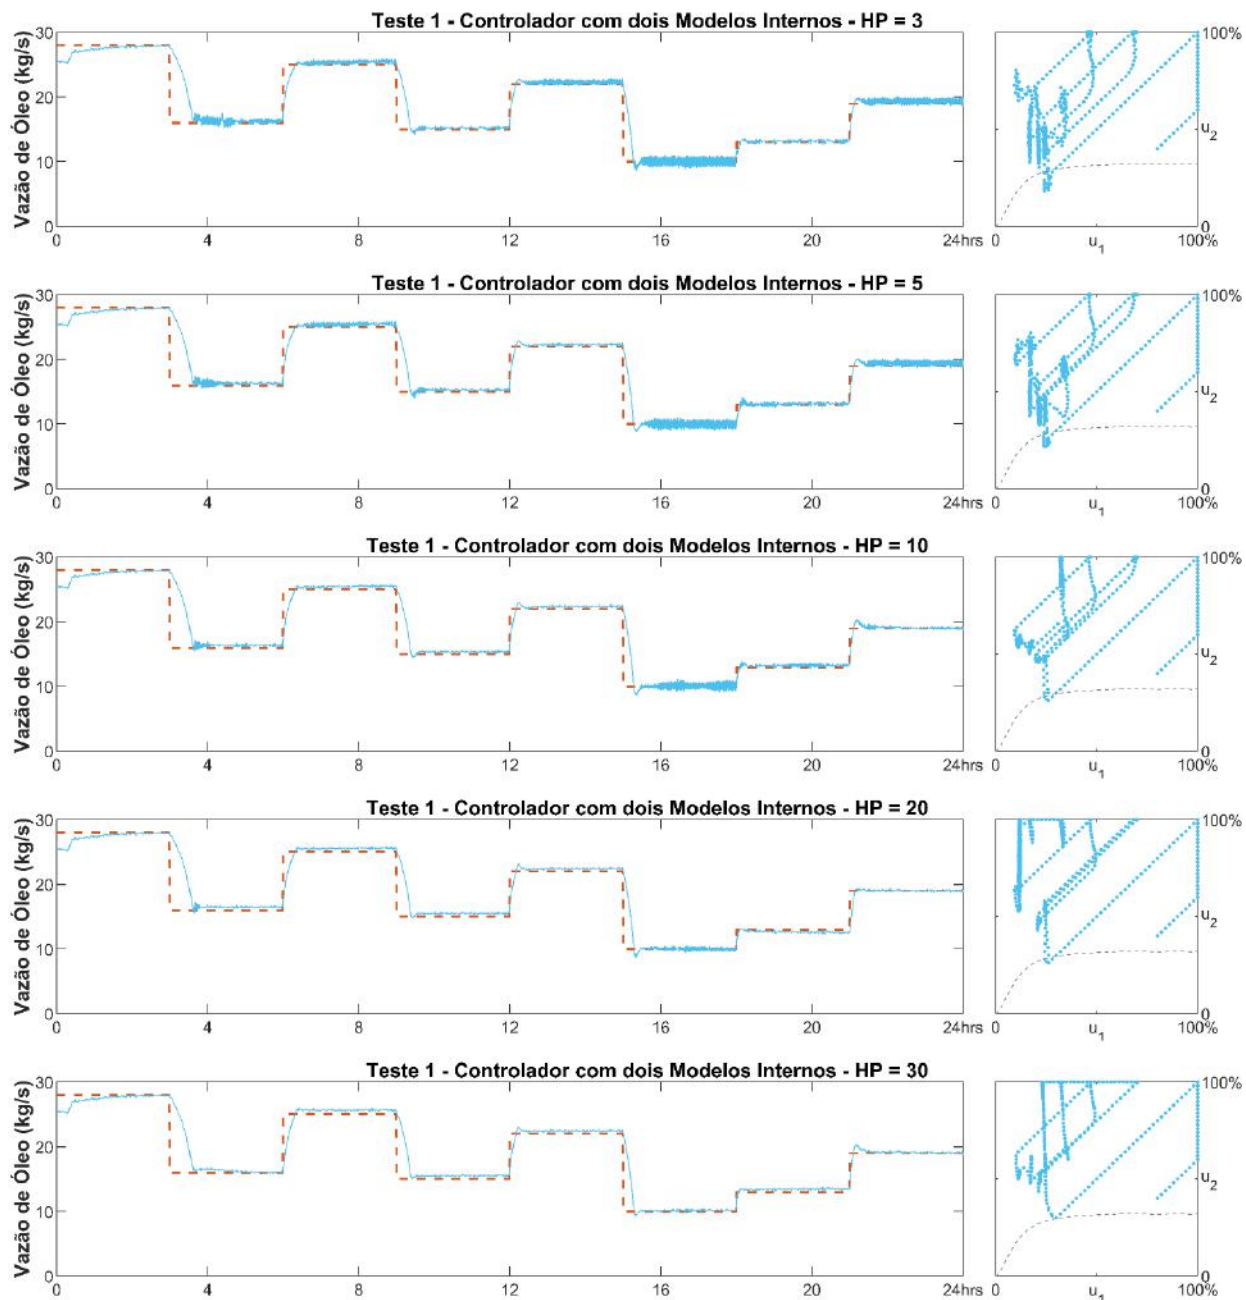 Teste 1 - Controlador com dois Modelos Internos - HP = 3
Vazão de Óleo (kg/s)
30
20
10
0
0 4 8 12 16 20 24hrs
100%
u2
0
0 u1 100%
Teste 1 - Controlador com dois Modelos Internos - HP = 5
Vazão de Óleo (kg/s)
30
20
10
0
0 4 8 12 16 20 24hrs
100%
u2
0
0 u1 100%
Teste 1 - Controlador com dois Modelos Internos - HP = 10
Vazão de Óleo (kg/s)
30
20
10
0
0 4 8 12 16 20 24hrs
100%
u2
0
0 u1 100%
Teste 1 - Controlador com dois Modelos Internos - HP = 20
Vazão de Óleo (kg/s)
30
20
10
0
0 4 8 12 16 20 24hrs
100%
u2
0
0 u1 100%
Teste 1 - Controlador com dois Modelos Internos - HP = 30
Vazão de Óleo (kg/s)
30
20
10
0
0 4 8 12 16 20 24hrs
100%
u2
0
0 u1 100%